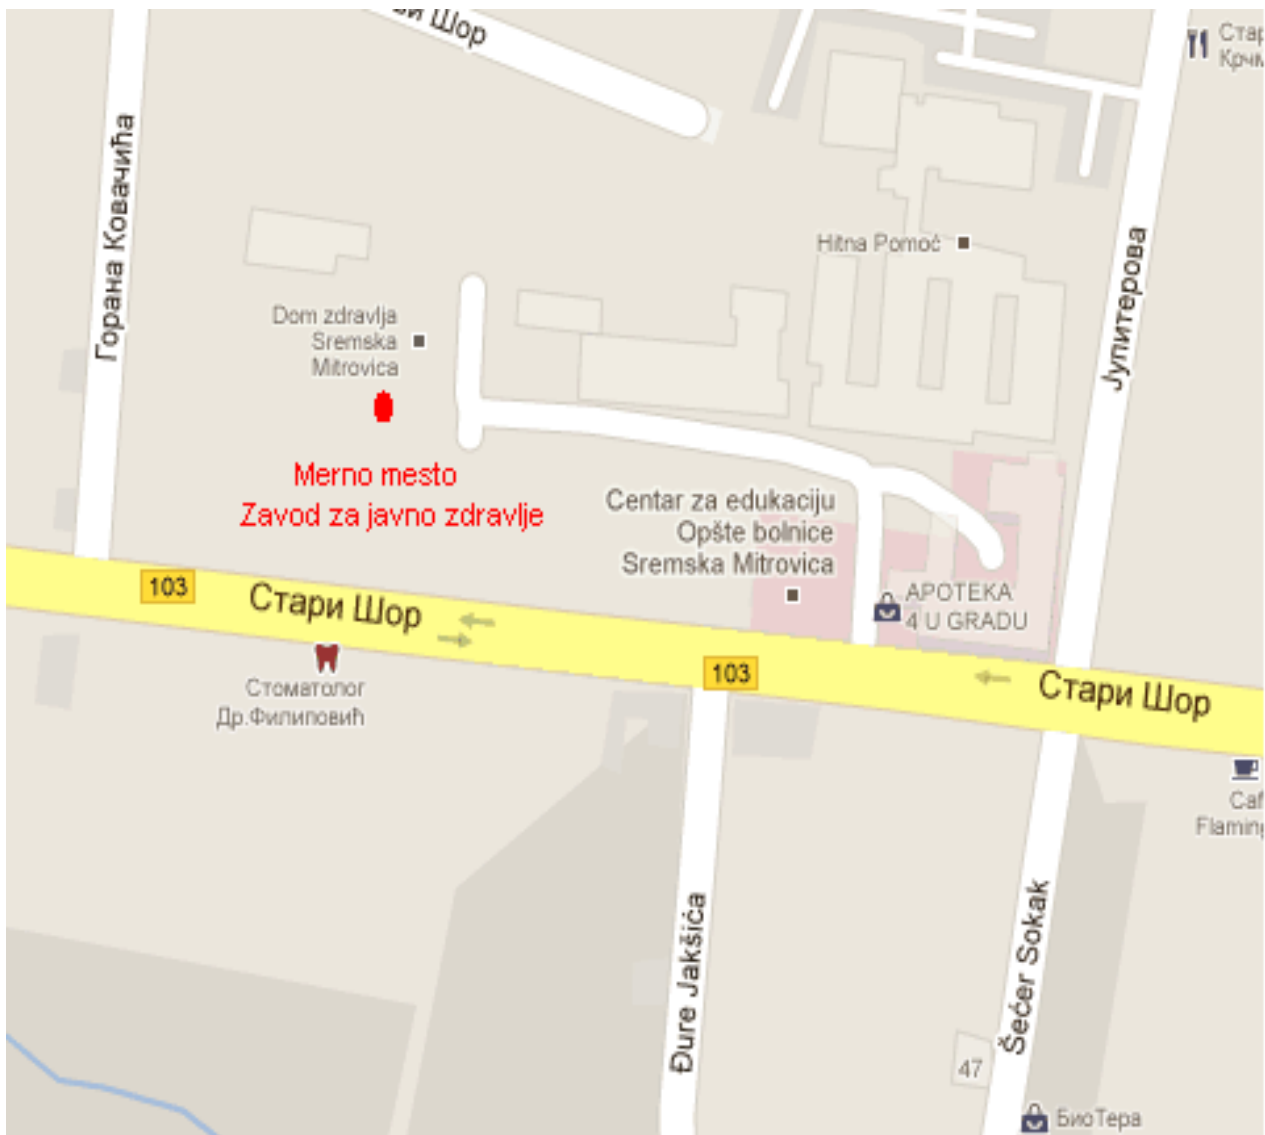 Шор
Горана Ковачића
Hitna Pomoć
Јупитерова
Dom zdravlja
Sremska
Mitrovica
Merno mesto
Zavod za javno zdravlje
Centar za edukaciju
Opšte bolnice
Sremska Mitrovica
103
Стари Шор
APOTEKA
4 U GRADU
103
Стари Шор
Стоматолог
Др.Филиповић
Đure Jakšića
Šećer Sokak
47
БиоТера